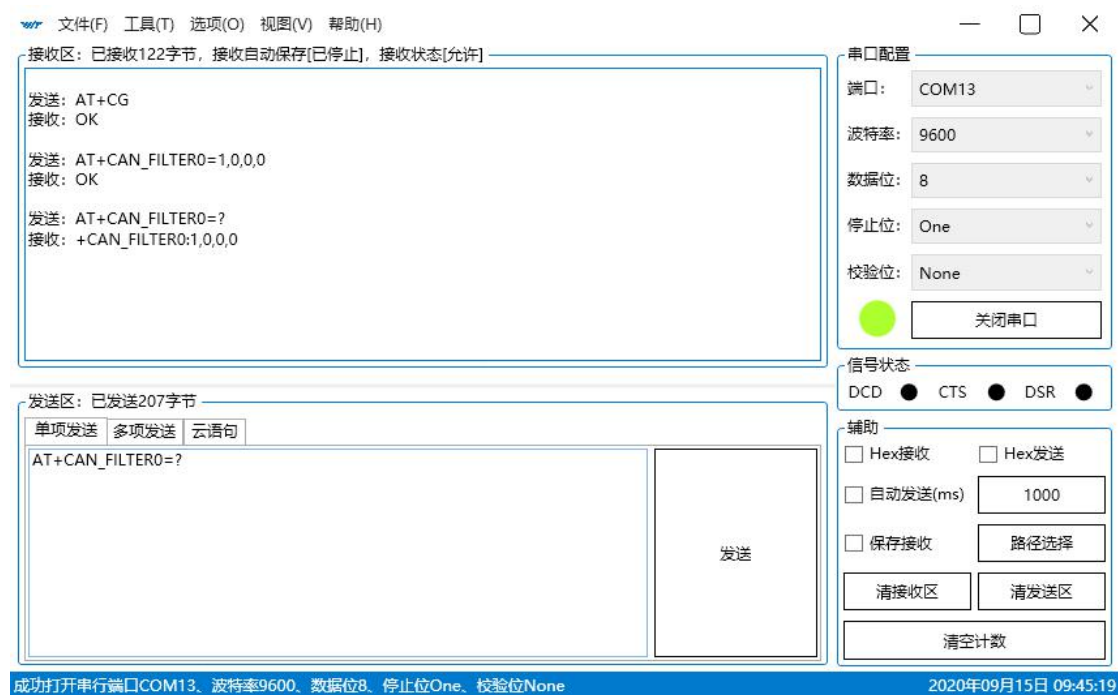 文件(F) 工具(T) 选项(O) 视图(V) 帮助(H)
接收区：已接收122字节，接收自动保存[已停止]，接收状态[允许]
发送：AT+CG
接收：OK
发送：AT+CAN_FILTER0=1,0,0,0
接收：OK
发送：AT+CAN_FILTER0=?
接收：+CAN_FILTER0:1,0,0,0
串口配置
端口： COM13
波特率： 9600
数据位： 8
停止位： One
校验位： None
关闭串口
信号状态
DCD CTS DSR
发送区：已发送207字节
单项发送 多项发送 云语句
AT+CAN_FILTER0=?
发送
辅助
Hex接收 Hex发送
自动发送(ms) 1000
保存接收 路径选择
清接收区 清发送区
清空计数
成功打开串行端口COM13、波特率9600、数据位8、停止位One、校验位None 2020年09月15日 09:45:19